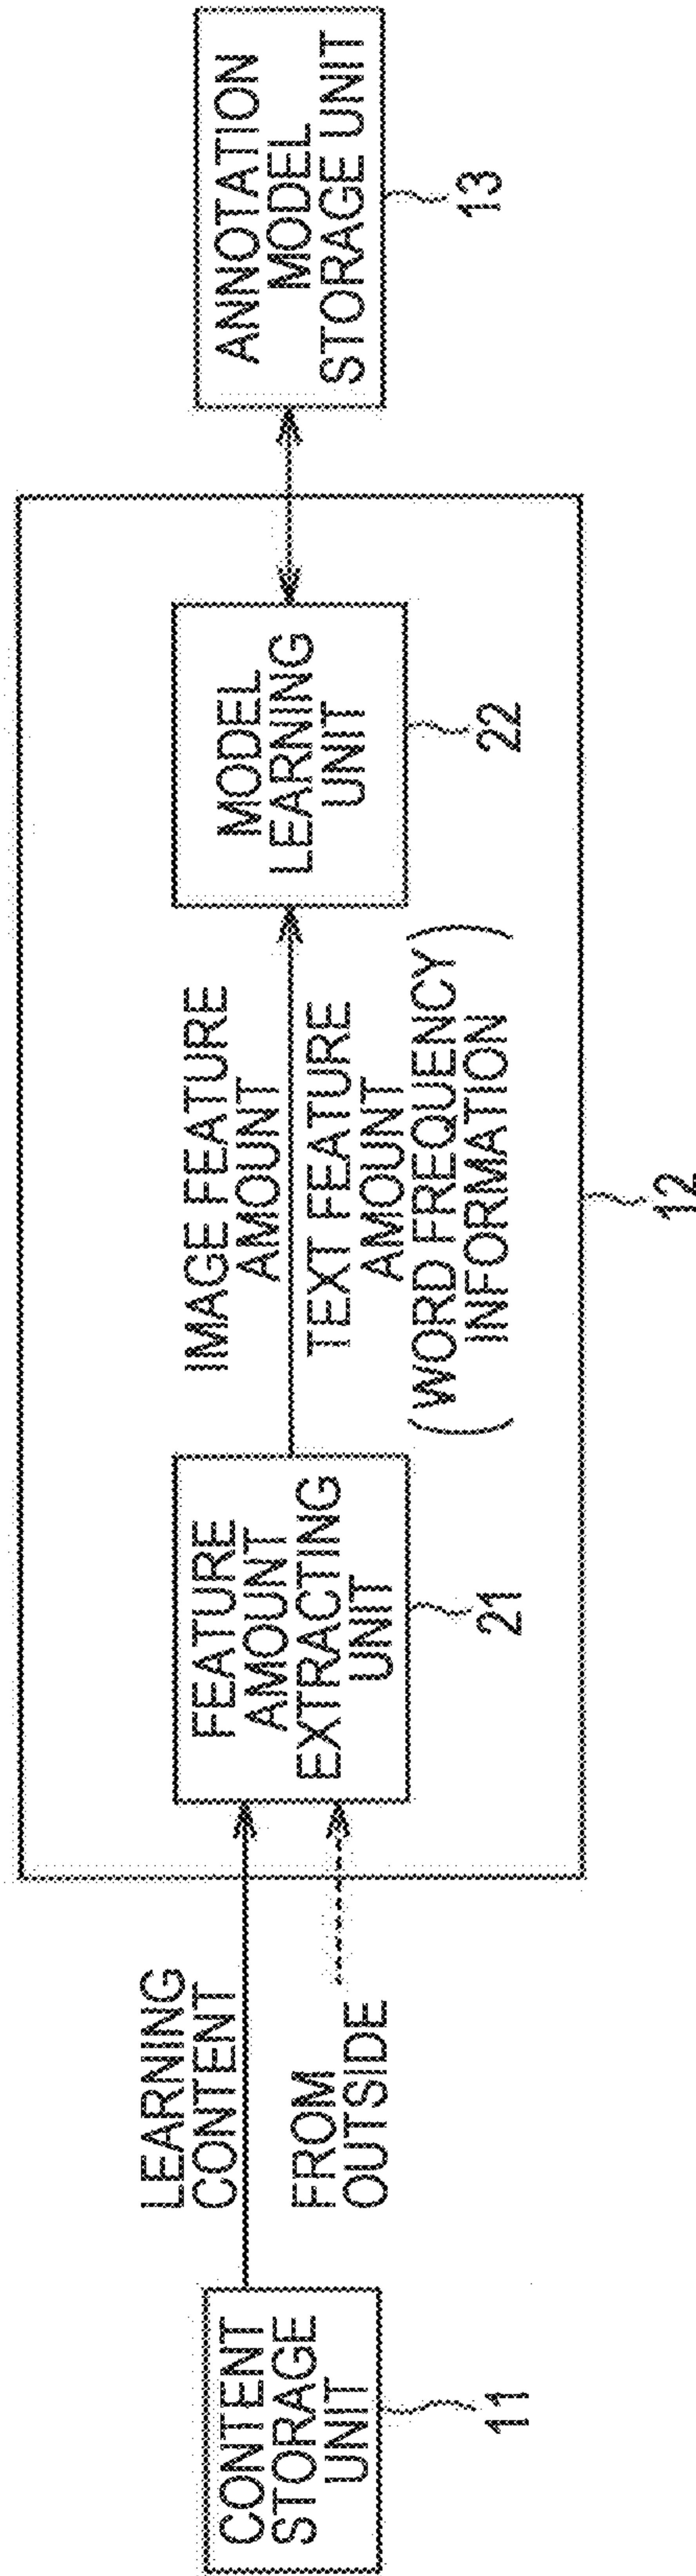 CONTENT
STORAGE
UNIT
11
LEARNING
CONTENT
FROM
OUTSIDE
FEATURE
AMOUNT
EXTRACTING
UNIT
21
IMAGE FEATURE
AMOUNT
TEXT FEATURE
AMOUNT
(WORD FREQUENCY
INFORMATION)
MODEL
LEARNING
UNIT
22
12
ANNOTATION
MODEL
STORAGE UNIT
13